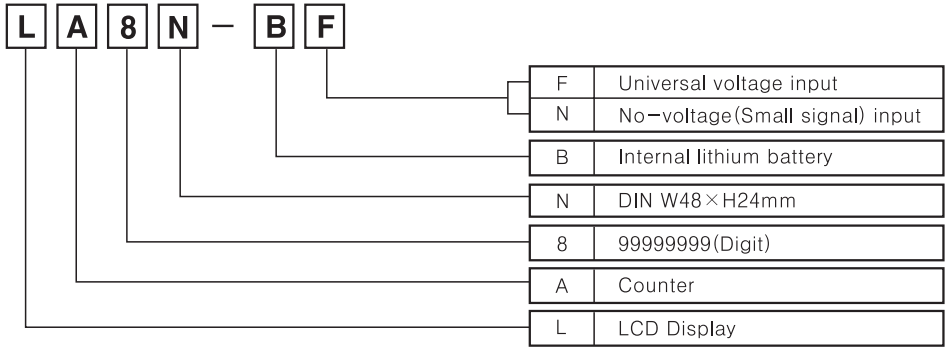 L A 8 N - B F
F Universal voltage input
N No-voltage(Small signal) input
B Internal lithium battery
N DIN W48×H24mm
8 99999999(Digit)
A Counter
L LCD Display